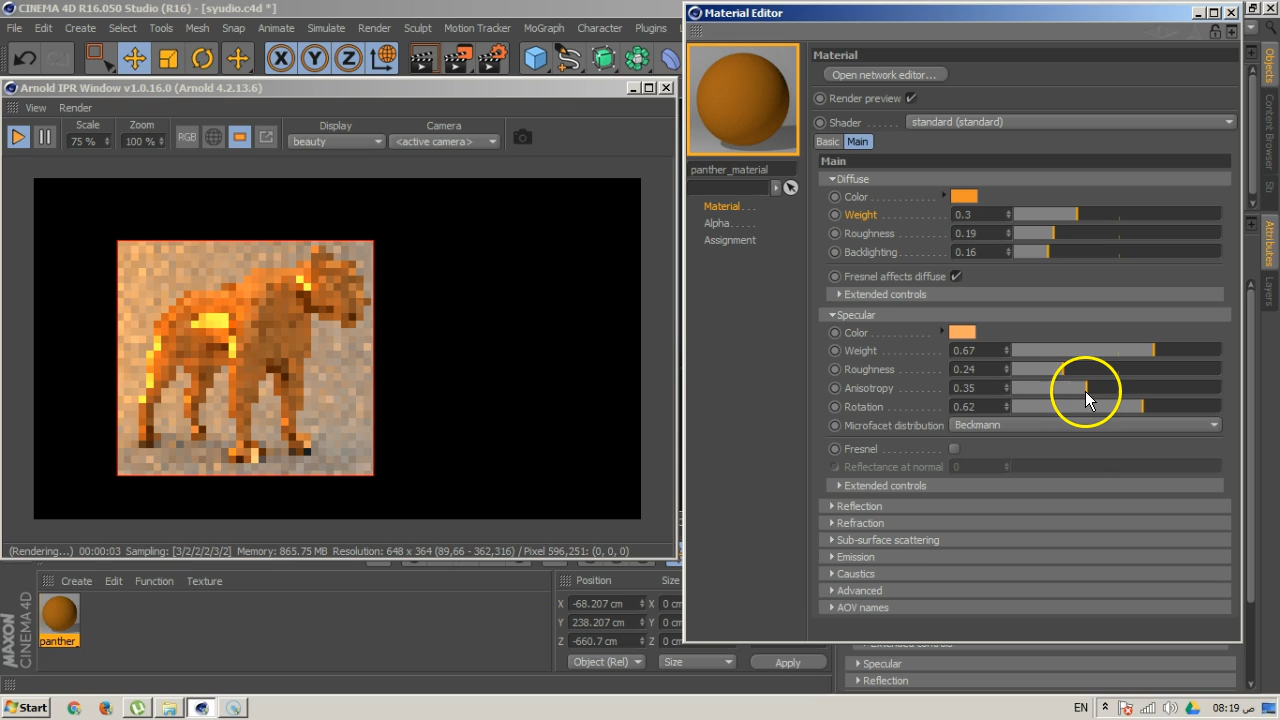 CINEMA 4D R16.050 Studio (R16) - [syudio.c4d *]
File Edit Create Select Tools Mesh Snap Animate Simulate Render Sculpt Motion Tracker MoGraph Character Plugins
X Y Z
Arnold IPR Window v1.0.16.0 (Arnold 4.2.13.6)
View Render
Scale Zoom Display Camera
75 % 100 % RGB beauty <active camera>
(Rendering...) 00:00:03 Sampling: [3/2/2/2/3/2] Memory: 865.75 MB Resolution: 648 x 364 (89,66 - 362,316) / Pixel 596,251: (0, 0, 0)
Create Edit Function Texture
panther_
MAXON
CINEMA 4D
Position Size
X -68.207 cm X 0 cm
Y 238.207 cm Y 0 cm
Z -660.7 cm Z 0 cm
Object (Rel) Size Apply
Material Editor
panther_material
Material . . .
Alpha. . . . .
Assignment
Material
Open network editor...
Render preview
Shader . . . . . . standard (standard)
Basic Main
Main
Diffuse
Color
Weight 0.3
Roughness 0.19
Backlighting 0.16
Fresnel affects diffuse
Extended controls
Specular
Color
Weight 0.67
Roughness 0.24
Anisotropy 0.35
Rotation 0.62
Microfacet distribution Beckmann
Fresnel
Reflectance at normal 0
Extended controls
Reflection
Refraction
Sub-surface scattering
Emission
Caustics
Advanced
AOV names
Specular
Reflection
Objects
Content Browser
Attributes
Layers
Start
EN 08:19 ص